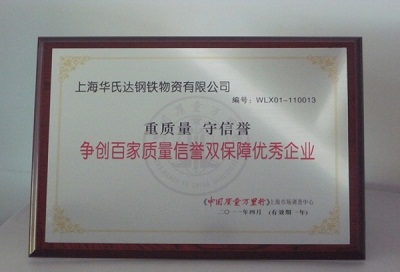 上海华氏达钢铁物资有限公司
编号：WLX01-110013
重质量 守信誉
争创百家质量信誉双保障优秀企业
《中国质量万里行》上海市场调查中心
二〇一一年四月 （有效期一年）